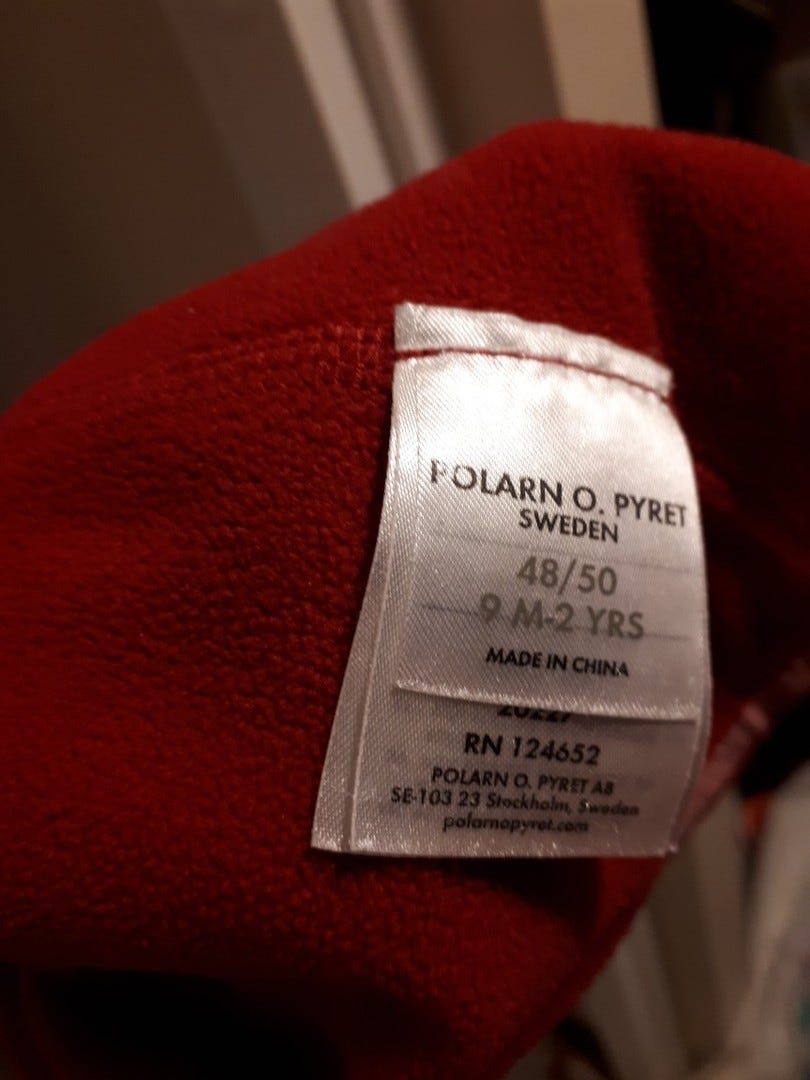 POLARN O. PYRET
SWEDEN
48/50
9 M-2 YRS
MADE IN CHINA
RN 124652
POLARN O. PYRET AB
SE-103 23 Stockholm, Sweden
polarnopyret.com